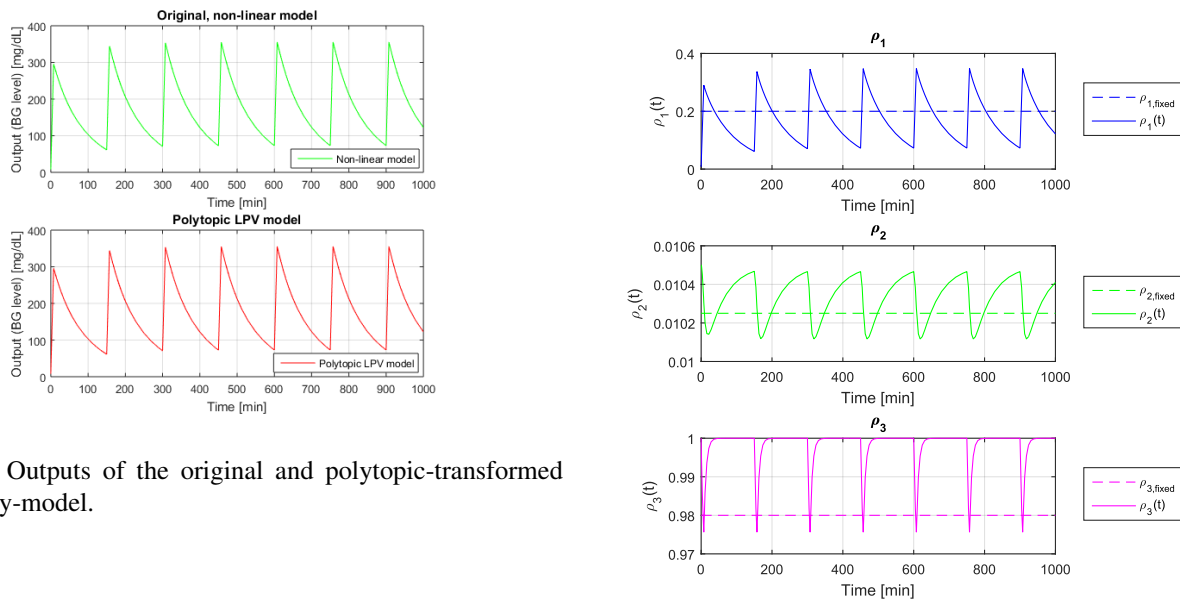 Original, non-linear model
Output (BG level) [mg/dL]
400
300
200
100
0
Non-linear model
0 100 200 300 400 500 600 700 800 900 1000
Time [min]
Polytopic LPV model
Output (BG level) [mg/dL]
400
300
200
100
0
Polytopic LPV model
0 100 200 300 400 500 600 700 800 900 1000
Time [min]
Outputs of the original and polytopic-transformed
y-model.
ρ1
ρ1(t)
0.4
0.2
0
0 200 400 600 800 1000
Time [min]
ρ1,fixed
ρ1(t)
ρ2
ρ2(t)
0.0106
0.0104
0.0102
0.01
0 200 400 600 800 1000
Time [min]
ρ2,fixed
ρ2(t)
ρ3
ρ3(t)
1
0.99
0.98
0.97
0 200 400 600 800 1000
Time [min]
ρ3,fixed
ρ3(t)